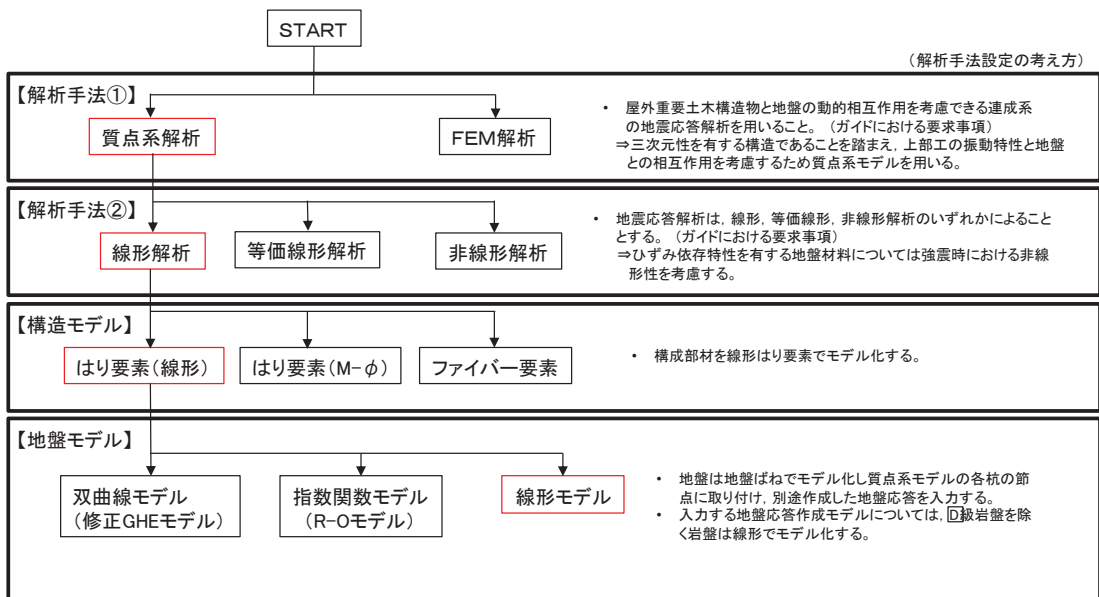 START
(解析手法設定の考え方)
【解析手法①】
質点系解析
FEM解析
・ 屋外重要土木構造物と地盤の動的相互作用を考慮できる連成系
の地震応答解析を用いること。 (ガイドにおける要求事項)
⇒三次元性を有する構造であることを踏まえ，上部工の振動特性と地盤
との相互作用を考慮するため質点系モデルを用いる。
【解析手法②】
線形解析
等価線形解析
非線形解析
・ 地震応答解析は，線形，等価線形，非線形解析のいずれかによること
とする。 (ガイドにおける要求事項)
⇒ひずみ依存特性を有する地盤材料については強震時における非線
形性を考慮する。
【構造モデル】
はり要素(線形)
はり要素(M-φ)
ファイバー要素
・ 構成部材を線形はり要素でモデル化する。
【地盤モデル】
双曲線モデル
(修正GHEモデル)
指数関数モデル
(R-Oモデル)
線形モデル
・ 地盤は地盤ばねでモデル化し質点系モデルの各杭の節
点に取り付け，別途作成した地盤応答を入力する。
・ 入力する地盤応答作成モデルについては，D級岩盤を除
く岩盤は線形でモデル化する。